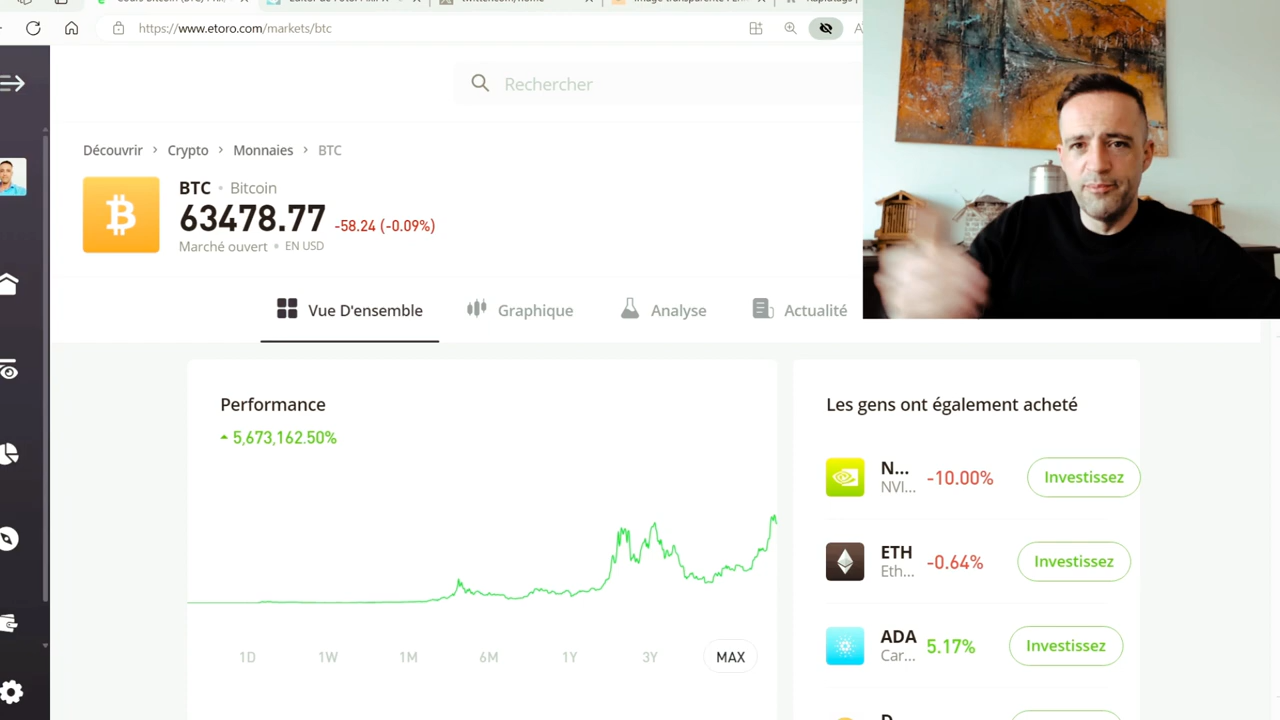 https://www.etoro.com/markets/btc
Rechercher
Découvrir > Crypto > Monnaies > BTC
BTC • Bitcoin
63478.77 -58.24 (-0.09%)
Marché ouvert • EN USD
Vue D'ensemble Graphique Analyse Actualité
Performance
5,673,162.50%
1D 1W 1M 6M 1Y 3Y MAX
Les gens ont également acheté
N...
NVI...
-10.00%
Investissez
ETH
Eth...
-0.64%
Investissez
ADA
Car...
5.17%
Investissez